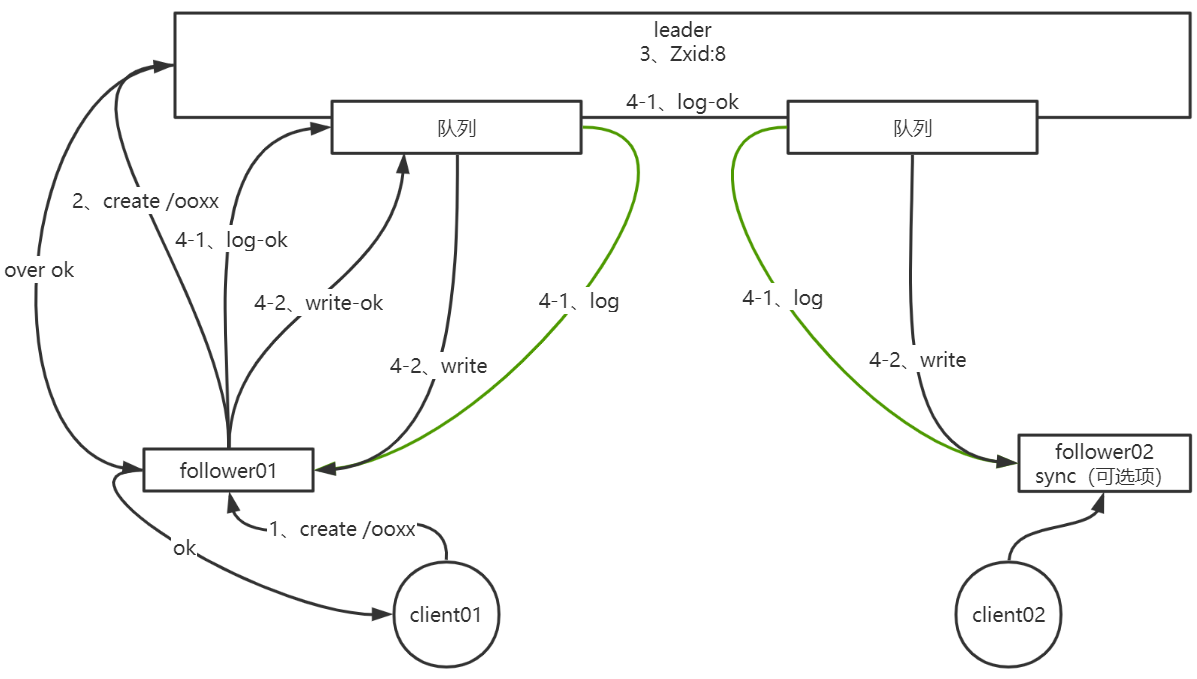 leader
3、Zxid:8
4-1、log-ok
队列
队列
2、create /ooxx
4-1、log-ok
over ok
4-2、write-ok
4-1、log
4-1、log
4-2、write
4-2、write
follower01
follower02
sync（可选项）
1、create /ooxx
ok
client01
client02